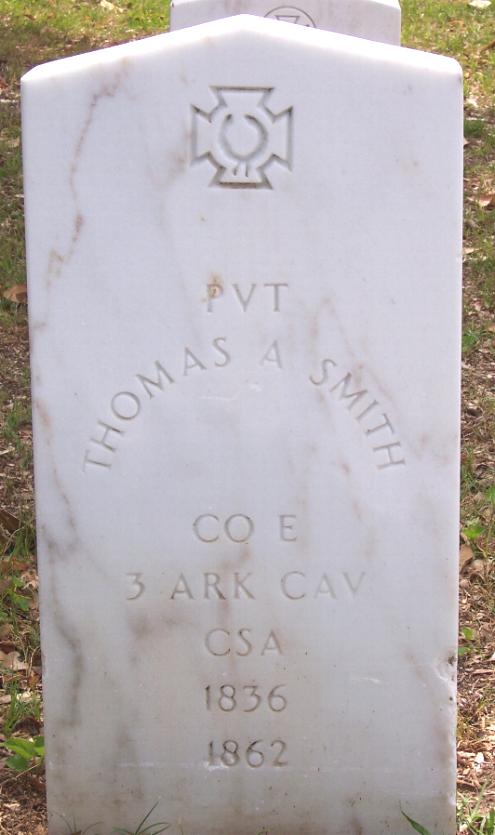 PVT
THOMAS A SMITH
CO E
3 ARK CAV
CSA
1836
1862